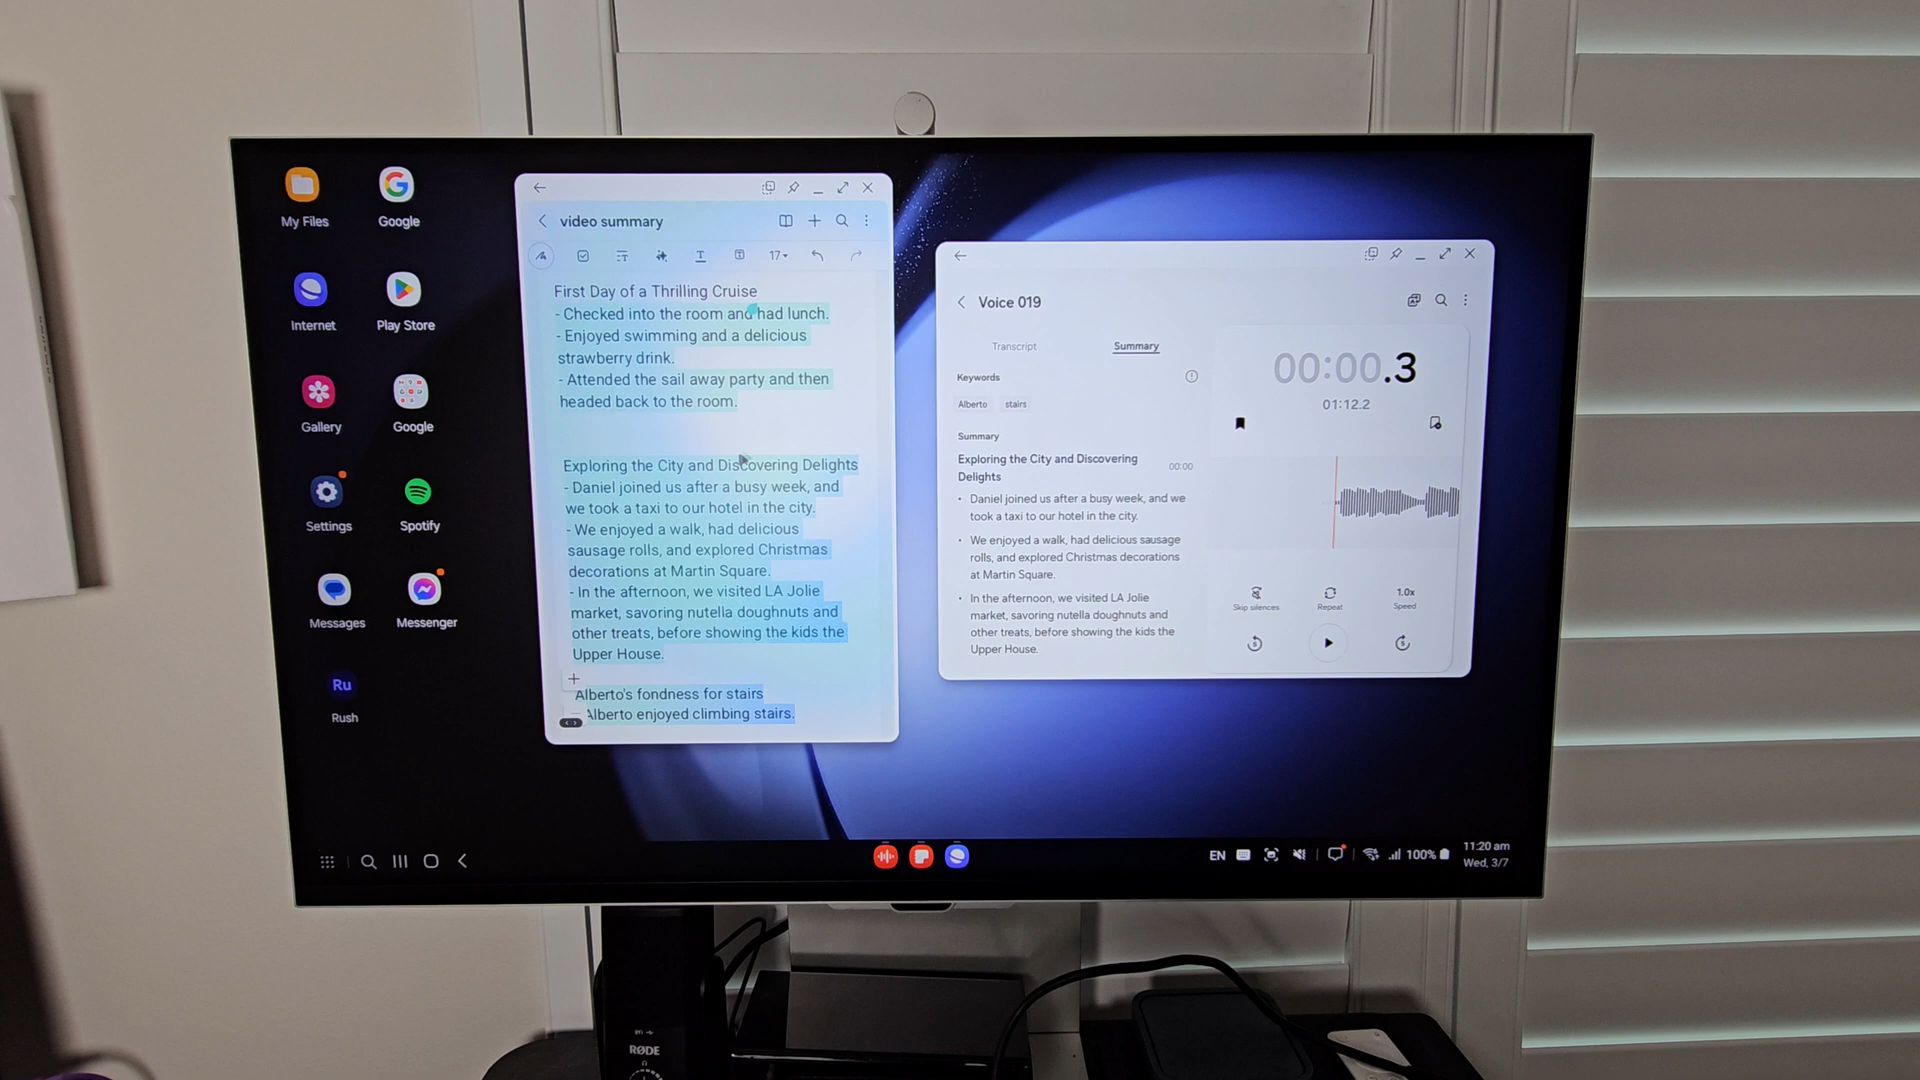 My Files
Google
Internet
Play Store
Gallery
Google
Settings
Spotify
Messages
Messenger
Ru
Rush
video summary
17
First Day of a Thrilling Cruise
- Checked into the room and had lunch.
- Enjoyed swimming and a delicious
strawberry drink.
- Attended the sail away party and then
headed back to the room.
Exploring the City and Discovering Delights
- Daniel joined us after a busy week, and
we took a taxi to our hotel in the city.
- We enjoyed a walk, had delicious
sausage rolls, and explored Christmas
decorations at Martin Square.
- In the afternoon, we visited LA Jolie
market, savoring nutella doughnuts and
other treats, before showing the kids the
Upper House.
Alberto's fondness for stairs
Alberto enjoyed climbing stairs.
Voice 019
Transcript
Summary
Keywords
Alberto
stairs
Summary
Exploring the City and Discovering
Delights
00:00
• Daniel joined us after a busy week, and we
took a taxi to our hotel in the city.
• We enjoyed a walk, had delicious sausage
rolls, and explored Christmas decorations
at Martin Square.
• In the afternoon, we visited LA Jolie
market, savoring nutella doughnuts and
other treats, before showing the kids the
Upper House.
00:00.3
01:12.2
Skip silences
Repeat
1.0x
Speed
EN
100%
11:20 am
Wed, 3/7
RØDE